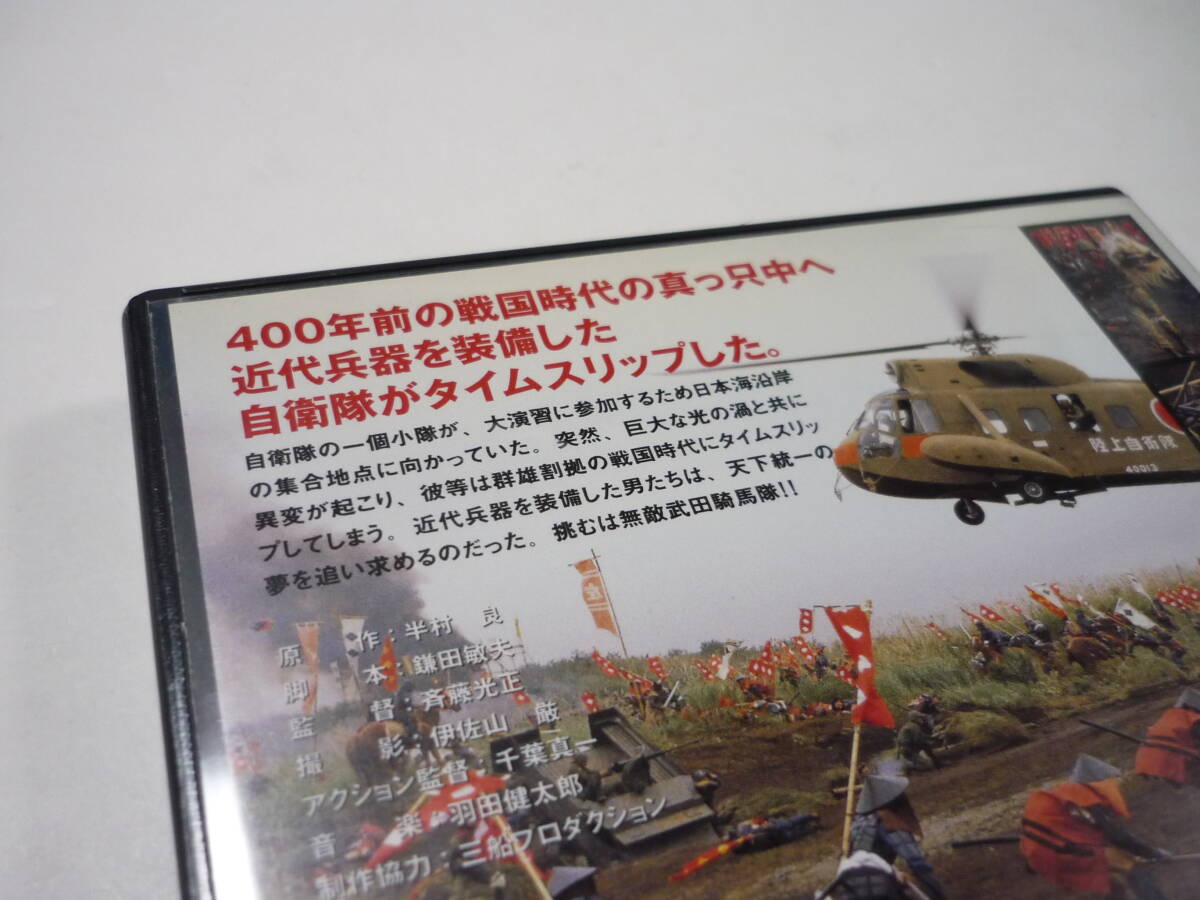 400年前の戦国時代の真っ只中へ
近代兵器を装備した
自衛隊がタイムスリップした。
自衛隊の一個小隊が、大演習に参加するため日本海沿岸
の集合地点に向かっていた。突然、巨大な光の渦と共に
異変が起こり、彼等は群雄割拠の戦国時代にタイムスリッ
プしてしまう。近代兵器を装備した男たちは、天下統一の
夢を追い求めるのだった。挑むは無敵武田騎馬隊!!
陸上自衛隊
40013
原 作:半村 良
脚 本:鎌田敏夫
監 督:斉藤光正
撮 影:伊佐山 厳
アクション監督:千葉真一
音 楽:羽田健太郎
制作協力:三船プロダクション